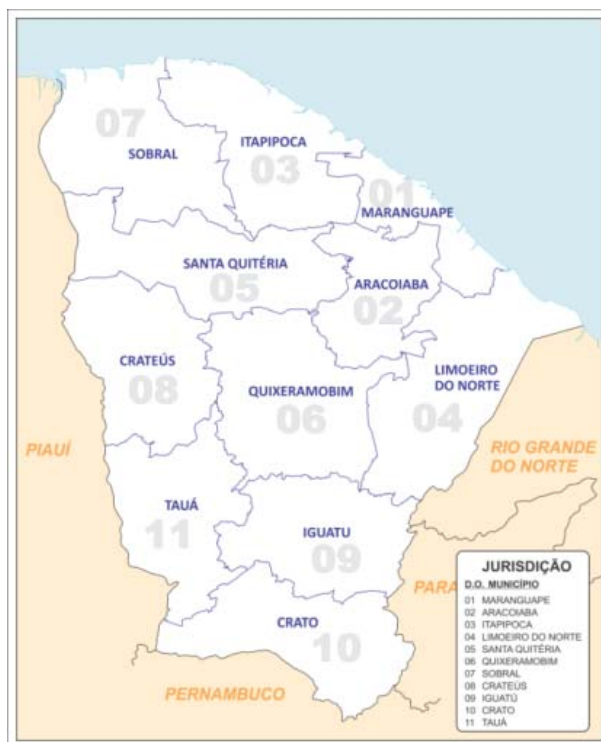 07
SOBRAL
ITAPIPOCA
03
01
MARANGUAPE
SANTA QUITÉRIA
05
ARACOIABA
02
CRATEÚS
08
QUIXERAMOBIM
06
LIMOEIRO
DO NORTE
04
PIAUÍ
RIO GRANDE
DO NORTE
TAUÁ
11
IGUATU
09
PARA
CRATO
10
PERNAMBUCO
JURISDIÇÃO
D.O. MUNICÍPIO
01 MARANGUAPE
02 ARACOIABA
03 ITAPIPOCA
04 LIMOEIRO DO NORTE
05 SANTA QUITÉRIA
06 QUIXERAMOBIM
07 SOBRAL
08 CRATEÚS
09 IGUATÚ
10 CRATO
11 TAUÁ